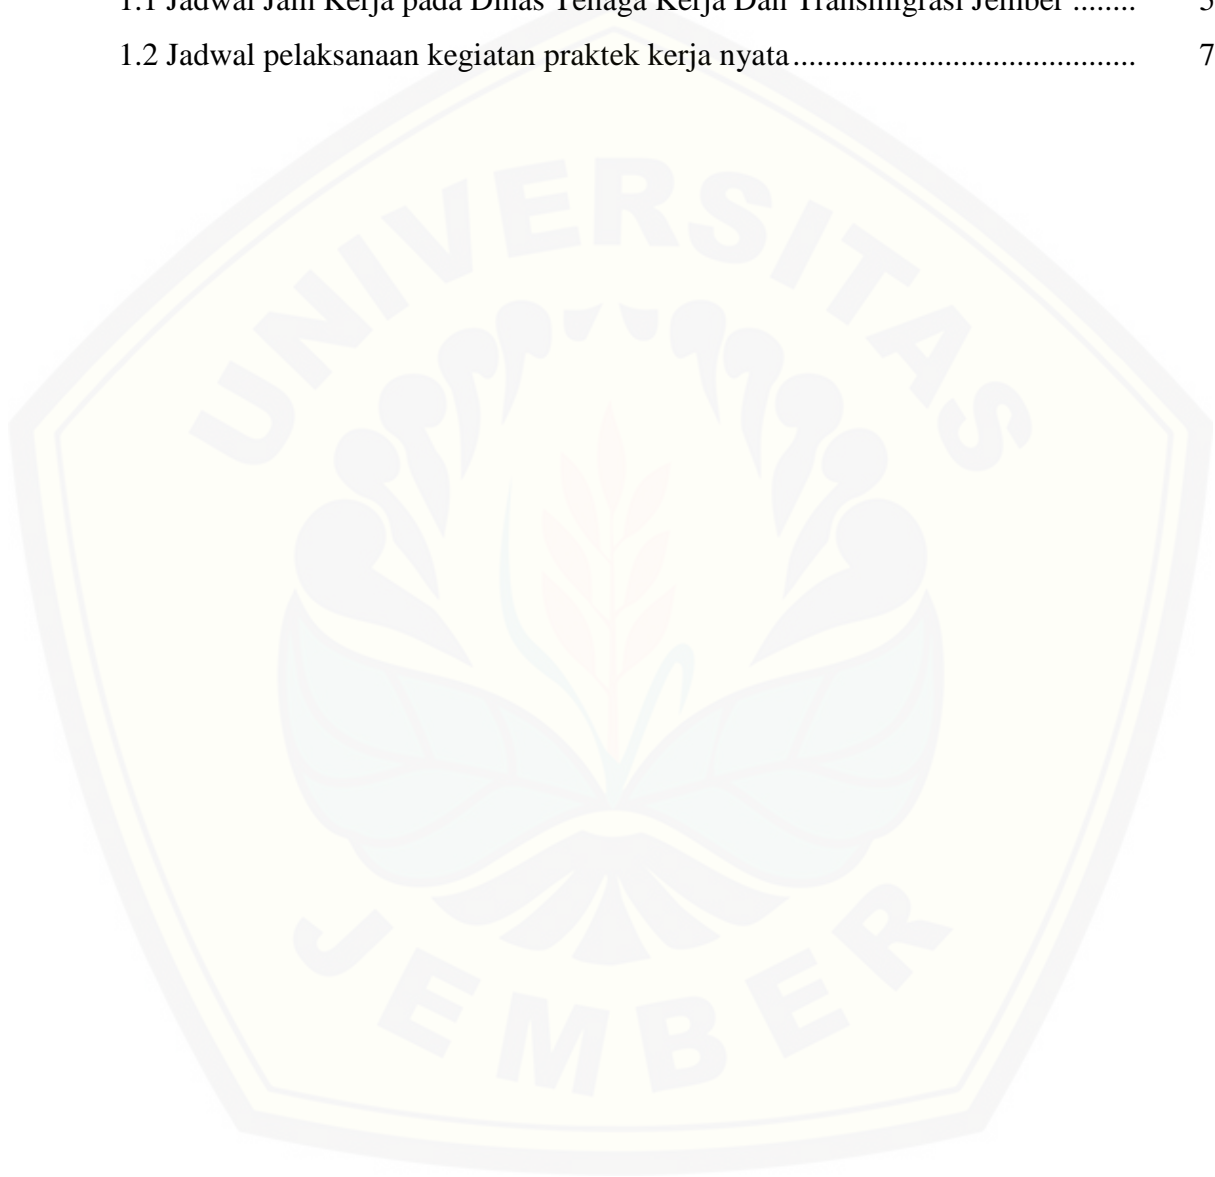 1.1 Jadwal Jam Kerja pada Dinas Tenaga Kerja Dan Transmigrasi Jember ........
1.2 Jadwal pelaksanaan kegiatan praktek kerja nyata........................................... 7
UNIVERSITAS
JEMBER